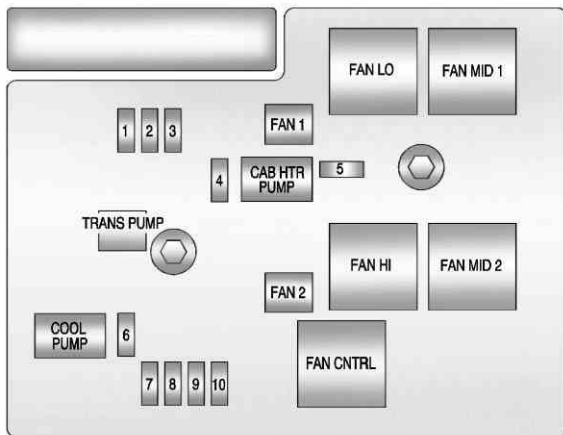 FAN LO
FAN MID 1
1
2
3
FAN 1
4
CAB HTR
PUMP
5
TRANS PUMP
FAN HI
FAN MID 2
FAN 2
COOL
PUMP
6
FAN CNTRL
7
8
9
10